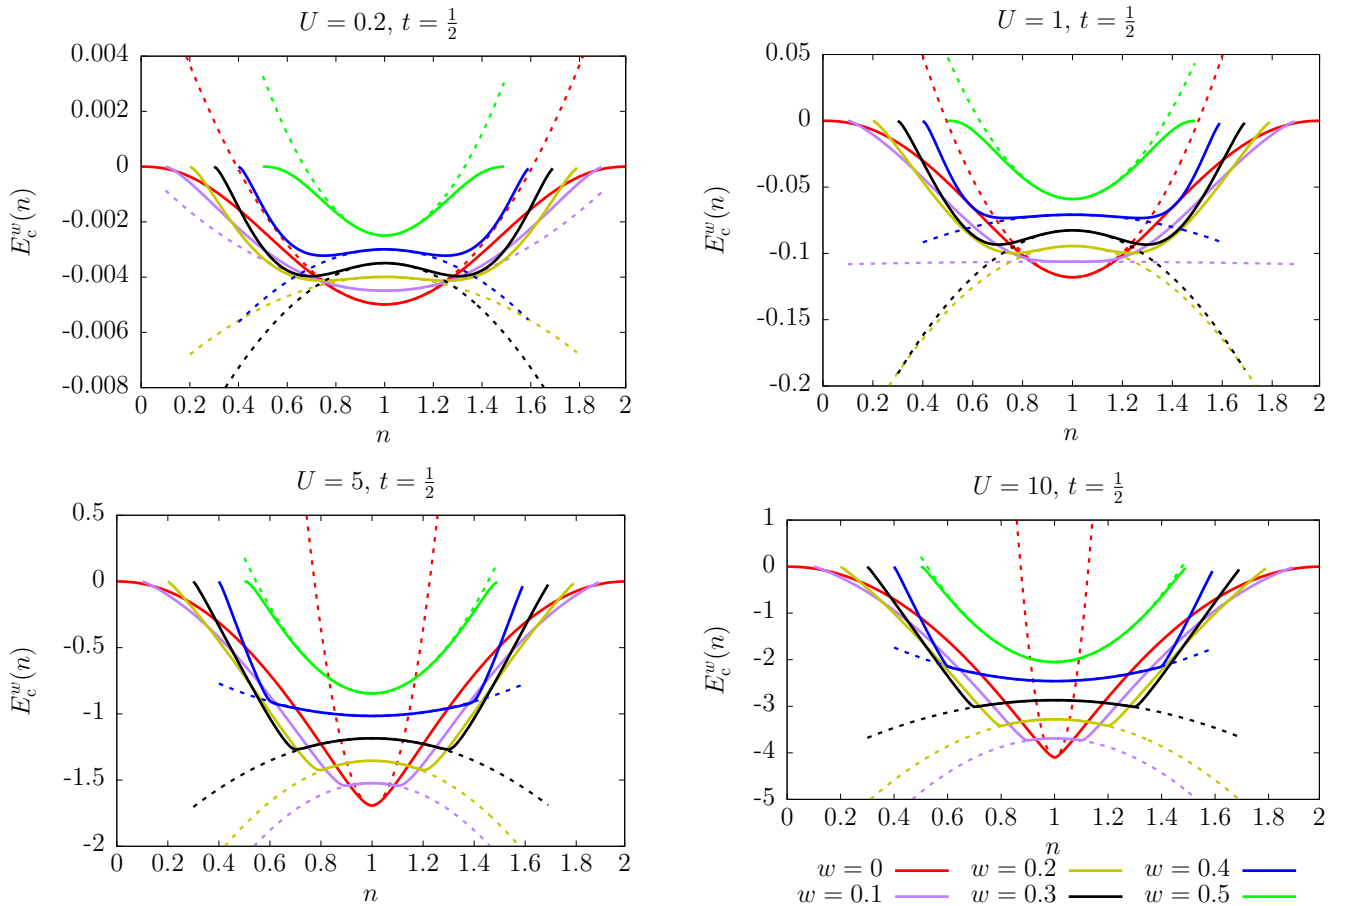 U = 0.2, t = 1/2
0.004
0.002
0
-0.002
-0.004
-0.006
-0.008
E_c^w(n)
0 0.2 0.4 0.6 0.8 1 1.2 1.4 1.6 1.8 2
n
U = 1, t = 1/2
0.05
0
-0.05
-0.1
-0.15
-0.2
E_c^w(n)
0 0.2 0.4 0.6 0.8 1 1.2 1.4 1.6 1.8 2
n
U = 5, t = 1/2
0.5
0
-0.5
-1
-1.5
-2
E_c^w(n)
0 0.2 0.4 0.6 0.8 1 1.2 1.4 1.6 1.8 2
n
U = 10, t = 1/2
1
0
-1
-2
-3
-4
-5
E_c^w(n)
0 0.2 0.4 0.6 0.8 1 1.2 1.4 1.6 1.8 2
n
w = 0 w = 0.2 w = 0.4
w = 0.1 w = 0.3 w = 0.5